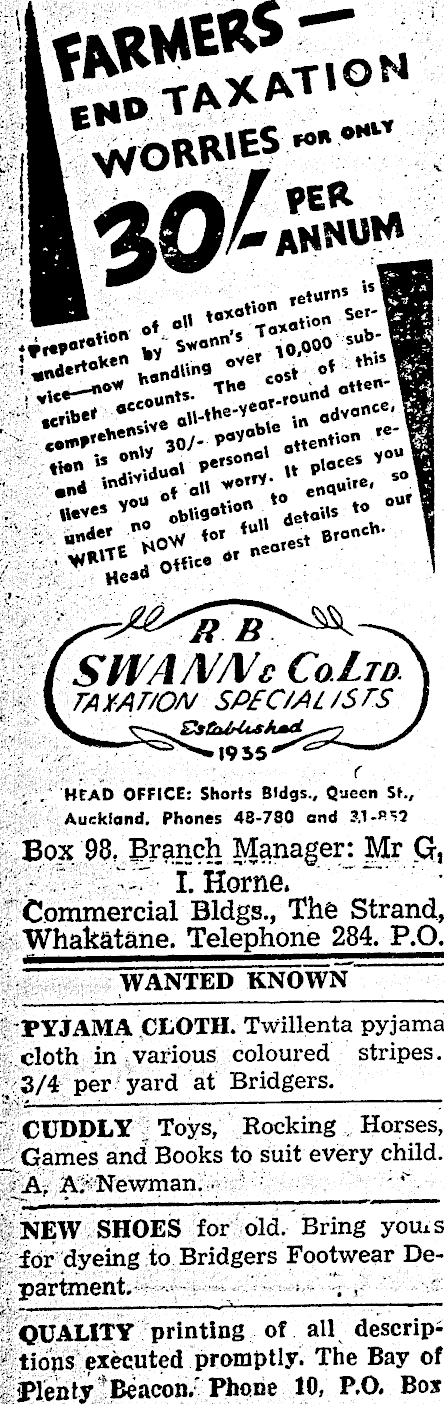 FARMERS —
END TAXATION
WORRIES FOR ONLY
30/- PER
ANNUM
Preparation of all taxation returns is
undertaken by Swann's Taxation Ser-
vice—now handling over 10,000 sub-
scriber accounts. The cost of this
comprehensive all-the-year-round atten-
tion is only 30/- payable in advance,
and individual personal attention re-
lieves you of all worry. It places you
under no obligation to enquire, so
WRITE NOW for full details to our
Head Office or nearest Branch.
R B
SWANN & Co. LTD.
TAXATION SPECIALISTS
Established
1935
HEAD OFFICE: Shorts Bldgs., Queen St.,
Auckland. Phones 48-780 and 31-852
Box 98. Branch Manager: Mr G.
I. Horne.
Commercial Bldgs., The Strand,
Whakatane. Telephone 284. P.O.
WANTED KNOWN
PYJAMA CLOTH. Twillenta pyjama
cloth in various coloured stripes.
3/4 per yard at Bridgers.
CUDDLY Toys, Rocking Horses,
Games and Books to suit every child.
A. A. Newman.
NEW SHOES for old. Bring yours
for dyeing to Bridgers Footwear De-
partment.
QUALITY printing of all descrip-
tions executed promptly. The Bay of
Plenty Beacon. Phone 10, P.O. Box